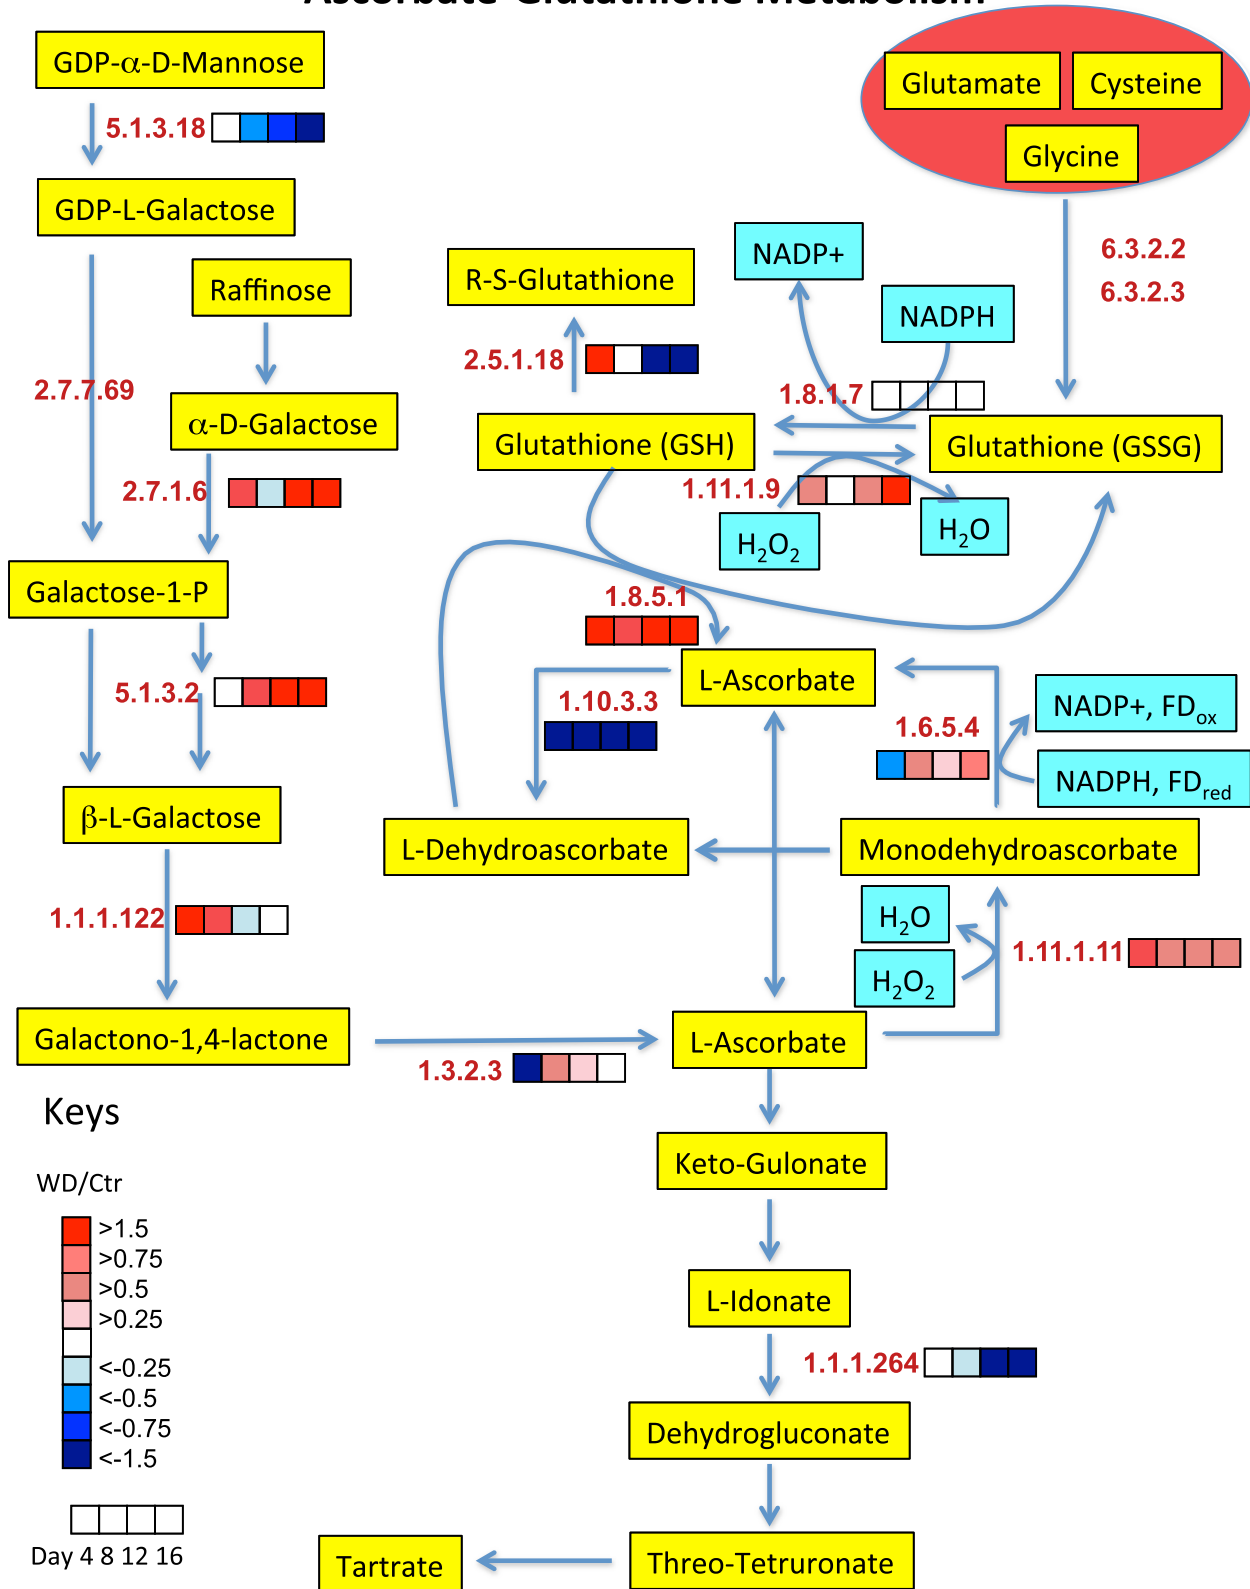 Ascorbate-Glutathione Metabolism
GDP-α-D-Mannose
5.1.3.18
GDP-L-Galactose
Raffinose
2.7.7.69
α-D-Galactose
2.7.1.6
Galactose-1-P
5.1.3.2
β-L-Galactose
1.1.1.122
Galactono-1,4-lactone
1.3.2.3
Glutamate
Cysteine
Glycine
6.3.2.2
6.3.2.3
NADP+
NADPH
R-S-Glutathione
2.5.1.18
1.8.1.7
Glutathione (GSH)
Glutathione (GSSG)
1.11.1.9
H₂O₂
H₂O
1.8.5.1
L-Ascorbate
1.10.3.3
1.6.5.4
NADP+, FDox
NADPH, FDred
L-Dehydroascorbate
Monodehydroascorbate
H₂O
H₂O₂
1.11.1.11
L-Ascorbate
Keto-Gulonate
L-Idonate
1.1.1.264
Dehydrogluconate
Threo-Tetruronate
Tartrate
Keys
WD/Ctr
>1.5
>0.75
>0.5
>0.25
<-0.25
<-0.5
<-0.75
<-1.5
Day 4 8 12 16